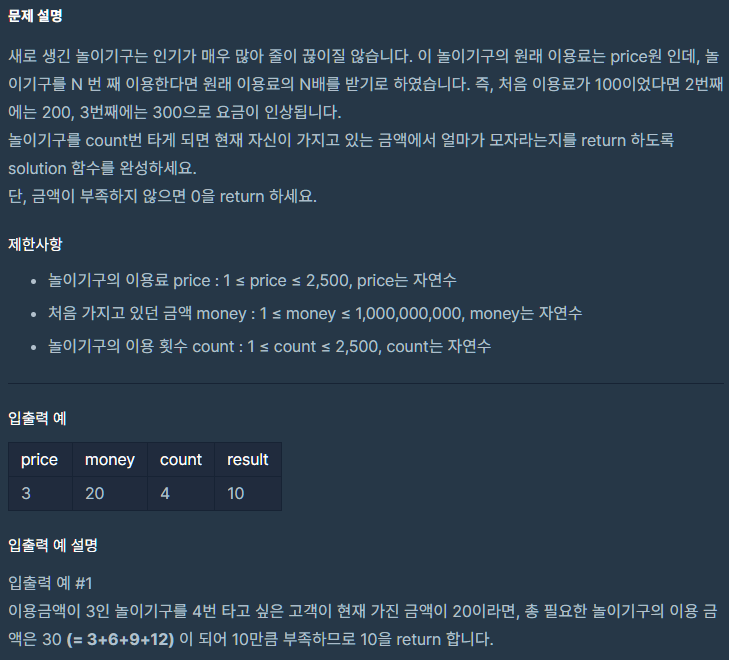 문제 설명
새로 생긴 놀이기구는 인기가 매우 많아 줄이 끊이질 않습니다. 이 놀이기구의 원래 이용료는 price원 인데, 놀
이기구를 N 번 째 이용한다면 원래 이용료의 N배를 받기로 하였습니다. 즉, 처음 이용료가 100이었다면 2번째
에는 200, 3번째에는 300으로 요금이 인상됩니다.
놀이기구를 count번 타게 되면 현재 자신이 가지고 있는 금액에서 얼마가 모자라는지를 return 하도록
solution 함수를 완성하세요.
단, 금액이 부족하지 않으면 0을 return 하세요.
제한사항
• 놀이기구의 이용료 price : 1 ≤ price ≤ 2,500, price는 자연수
• 처음 가지고 있던 금액 money : 1 ≤ money ≤ 1,000,000,000, money는 자연수
• 놀이기구의 이용 횟수 count : 1 ≤ count ≤ 2,500, count는 자연수
입출력 예
price money count result
3 20 4 10
입출력 예 설명
입출력 예 #1
이용금액이 3인 놀이기구를 4번 타고 싶은 고객이 현재 가진 금액이 20이라면, 총 필요한 놀이기구의 이용 금
액은 30 (= 3+6+9+12) 이 되어 10만큼 부족하므로 10을 return 합니다.